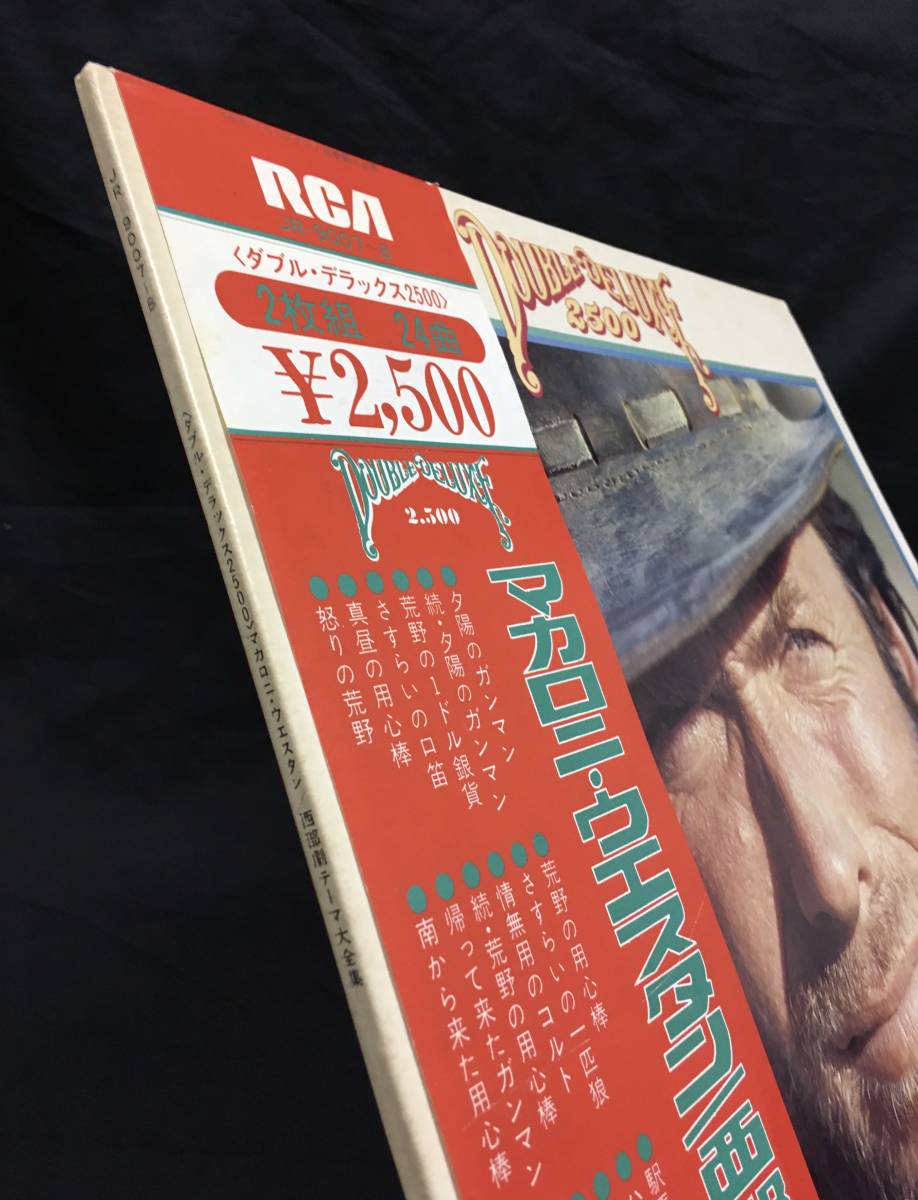 RCA
JR-9007-8
〈ダブル・デラックス2500〉
2枚組 24曲
¥2,500
DOUBLE-DELUXE
2.500
マカロニ・ウエスタン/西部
夕陽のガンマン
続・夕陽のガンマン
荒野の1ドル銀貨
さすらいの口笛
真昼の用心棒
怒りの荒野
荒野の用心棒
さすらいの一匹狼
情無用のコルト
続・荒野の用心棒
帰って来たガンマン
南から来た用心棒
駅
DOUBLE-DELUXE
2500
JR 9007-8
〈ダブル・デラックス2500〉マカロニ・ウエスタン/西部劇テーマ大全集